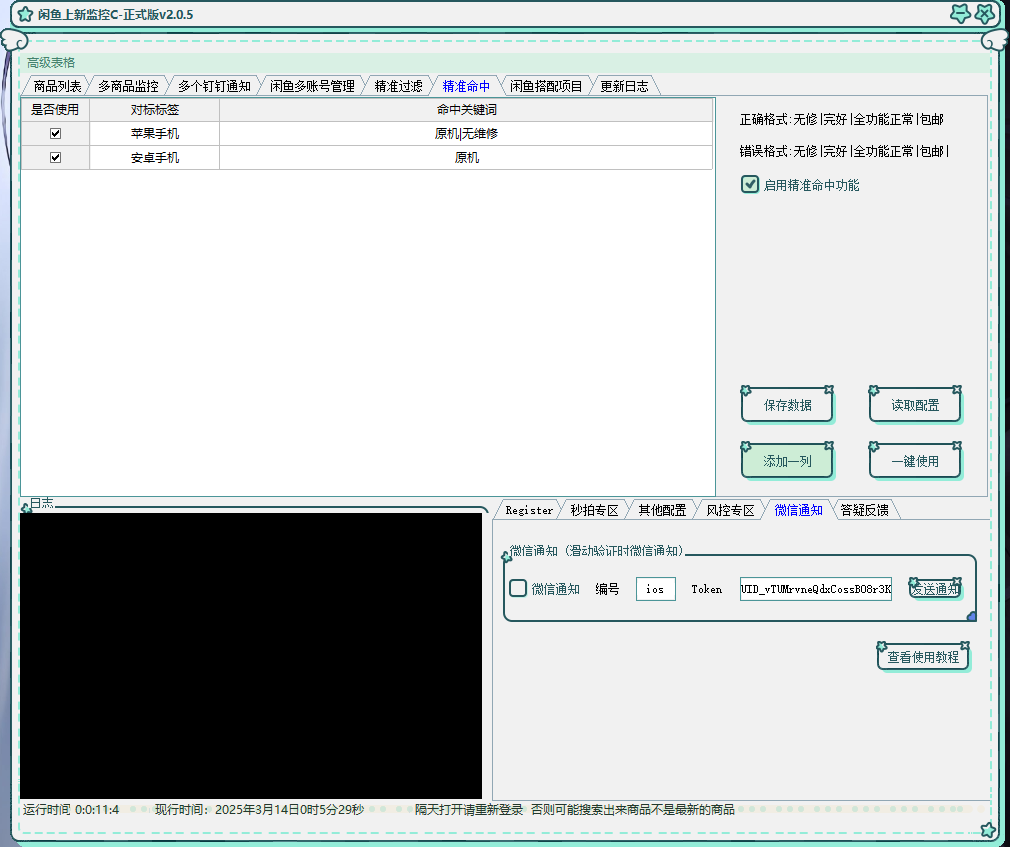 闲鱼上新监控C-正式版v2.0.5
高级表格
商品列表 多商品监控 多个钉钉通知 闲鱼多账号管理 精准过滤 精准命中 闲鱼搭配项目 更新日志
是否使用 对标标签 命中关键词
苹果手机 原机|无维修
安卓手机 原机
正确格式:无修|完好|全功能正常|包邮
错误格式:无修|完好|全功能正常|包邮|
启用精准命中功能
保存数据 读取配置
添加一列 一键使用
日志
Register 秒拍专区 其他配置 风控专区 微信通知 答疑反馈
微信通知（滑动验证时微信通知）
微信通知 编号 ios Token UID_vTUMrvneQdxCossBO8r3K 发送通知
查看使用教程
运行时间 0:0:11:4 现行时间: 2025年3月14日0时5分29秒 隔天打开请重新登录 否则可能搜索出来商品不是最新的商品